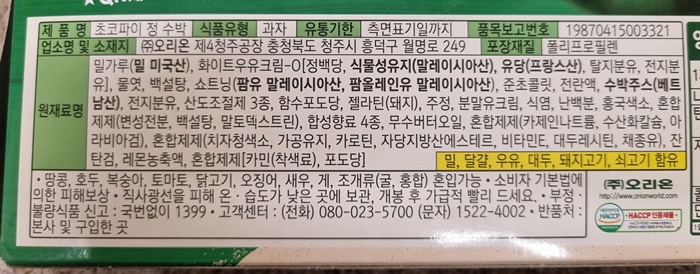 제 품 명 초코파이 정 수박 식품유형 과자 유통기한 측면표기일까지 품목보고번호 19870415003321
업소명 및 소재지 ㈜오리온 제4청주공장 충청북도 청주시 흥덕구 월명로 249 포장재질 폴리프로필렌
원재료명
밀가루(밀 미국산), 화이트우유크림-O[정백당, 식물성유지(말레이시아산), 유당(프랑스산), 탈지분유, 전지분
유], 물엿, 백설탕, 쇼트닝(팜유 말레이시아산, 팜올레인유 말레이시아산), 준초콜릿, 전란액, 수박주스(베트
남산), 전지분유, 산도조절제 3종, 함수포도당, 젤라틴(돼지), 주정, 분말유크림, 식염, 난백분, 홍국색소, 혼합
제제(변성전분, 백설탕, 말토덱스트린), 합성향료 4종, 무수버터오일, 혼합제제(카제인나트륨, 수산화칼슘, 아
라비아검), 혼합제제(치자청색소, 가공유지, 카로틴, 자당지방산에스테르, 비타민E, 대두레시틴, 채종유), 잔
탄검, 레몬농축액, 혼합제제[카민(착색료), 포도당]
밀, 달걀, 우유, 대두, 돼지고기, 쇠고기 함유
• 땅콩, 호두, 복숭아, 토마토, 닭고기, 오징어, 새우, 게, 조개류(굴, 홍합) 혼입가능 • 소비자 기본법에
의한 피해보상 • 직사광선을 피해 온 · 습도가 낮은 곳에 보관, 개봉 후 가급적 빨리 드세요. • 부정 ·
불량식품 신고 : 국번없이 1399 • 고객센터 : (전화) 080-023-5700 (문자) 1522-4002 • 반품처 :
본사 및 구입한 곳
㈜오리온
http://www.orionworld.com
HACCP
HACCP 인증제품